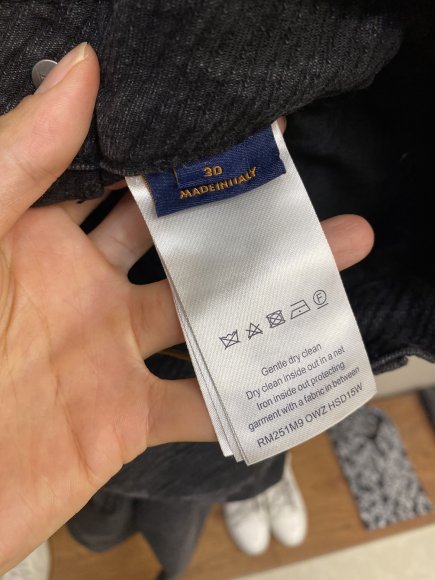 30
MADE IN ITALY
Gentle dry clean
Dry clean inside out in a net
Iron inside out protecting
garment with a fabric in between
RM251M9 OWZ HSD15W